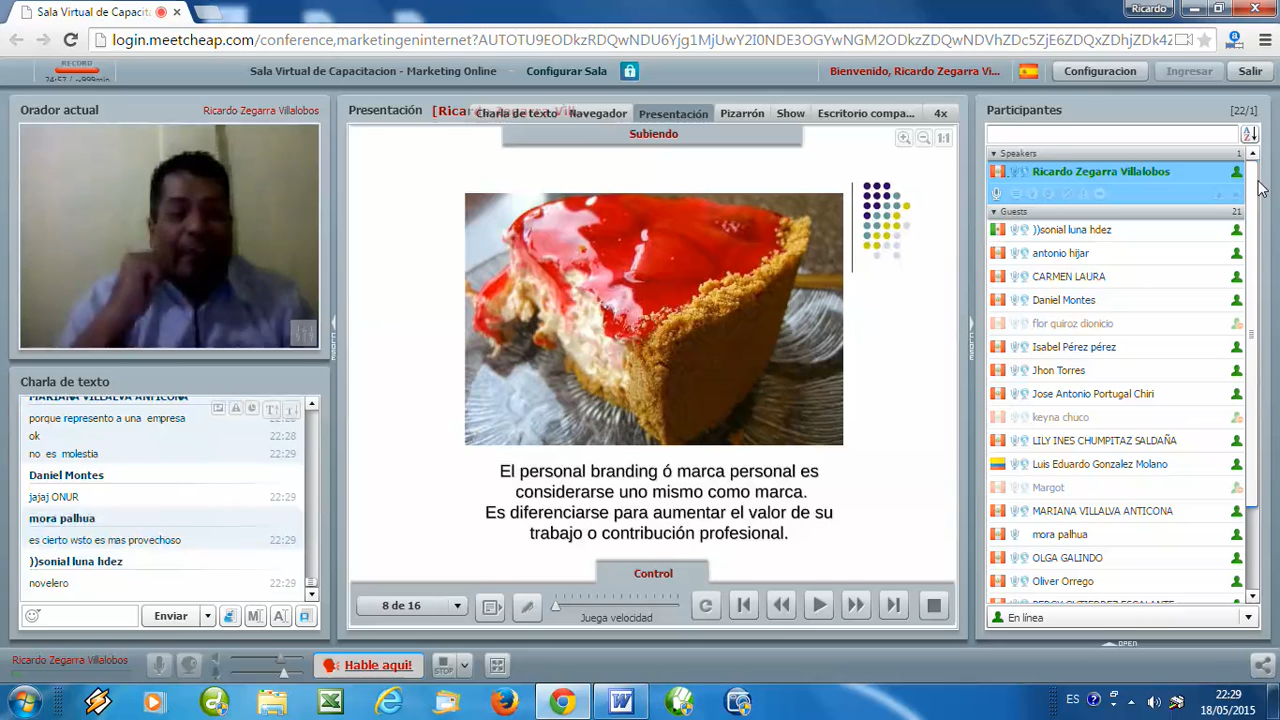 Sala Virtual de Capacita
Ricardo
login.meetcheap.com/conference,marketingeninternet?
RECORD
Sala Virtual de Capacitacion - Marketing Online
Configurar Sala
Bienvenido, Ricardo Zegarra Vi...
Configuracion
Ingresar
Salir
Orador actual
Ricardo Zegarra Villalobos
Presentación
Charla de texto
Navegador
Presentación
Pizarrón
Show
Escritorio compa...
4x
Subiendo
1:1
El personal branding ó marca personal es
considerarse uno mismo como marca.
Es diferenciarse para aumentar el valor de su
trabajo o contribución profesional.
Control
8 de 16
Juega velocidad
Charla de texto
MARIANA VILLALVA ANTICONA
porque represento a una empresa 22:28
ok 22:28
no es molestia 22:29
Daniel Montes
jajaj ONUR 22:29
mora palhua
es cierto wsto es mas provechoso 22:29
))sonial luna hdez
novelero 22:29
Enviar
Participantes [22/1]
Speakers 1
Ricardo Zegarra Villalobos
Guests 21
))sonial luna hdez
antonio hijar
CARMEN LAURA
Daniel Montes
flor quiroz dionicio
Isabel Pérez pérez
Jhon Torres
Jose Antonio Portugal Chiri
keyna chuco
LILY INES CHUMPITAZ SALDAÑA
Luis Eduardo Gonzalez Molano
Margot
MARIANA VILLALVA ANTICONA
mora palhua
OLGA GALINDO
Oliver Orrego
En línea
OPEN
Ricardo Zegarra Villalobos
Hable aqui!
STOP
ES
22:29
18/05/2015